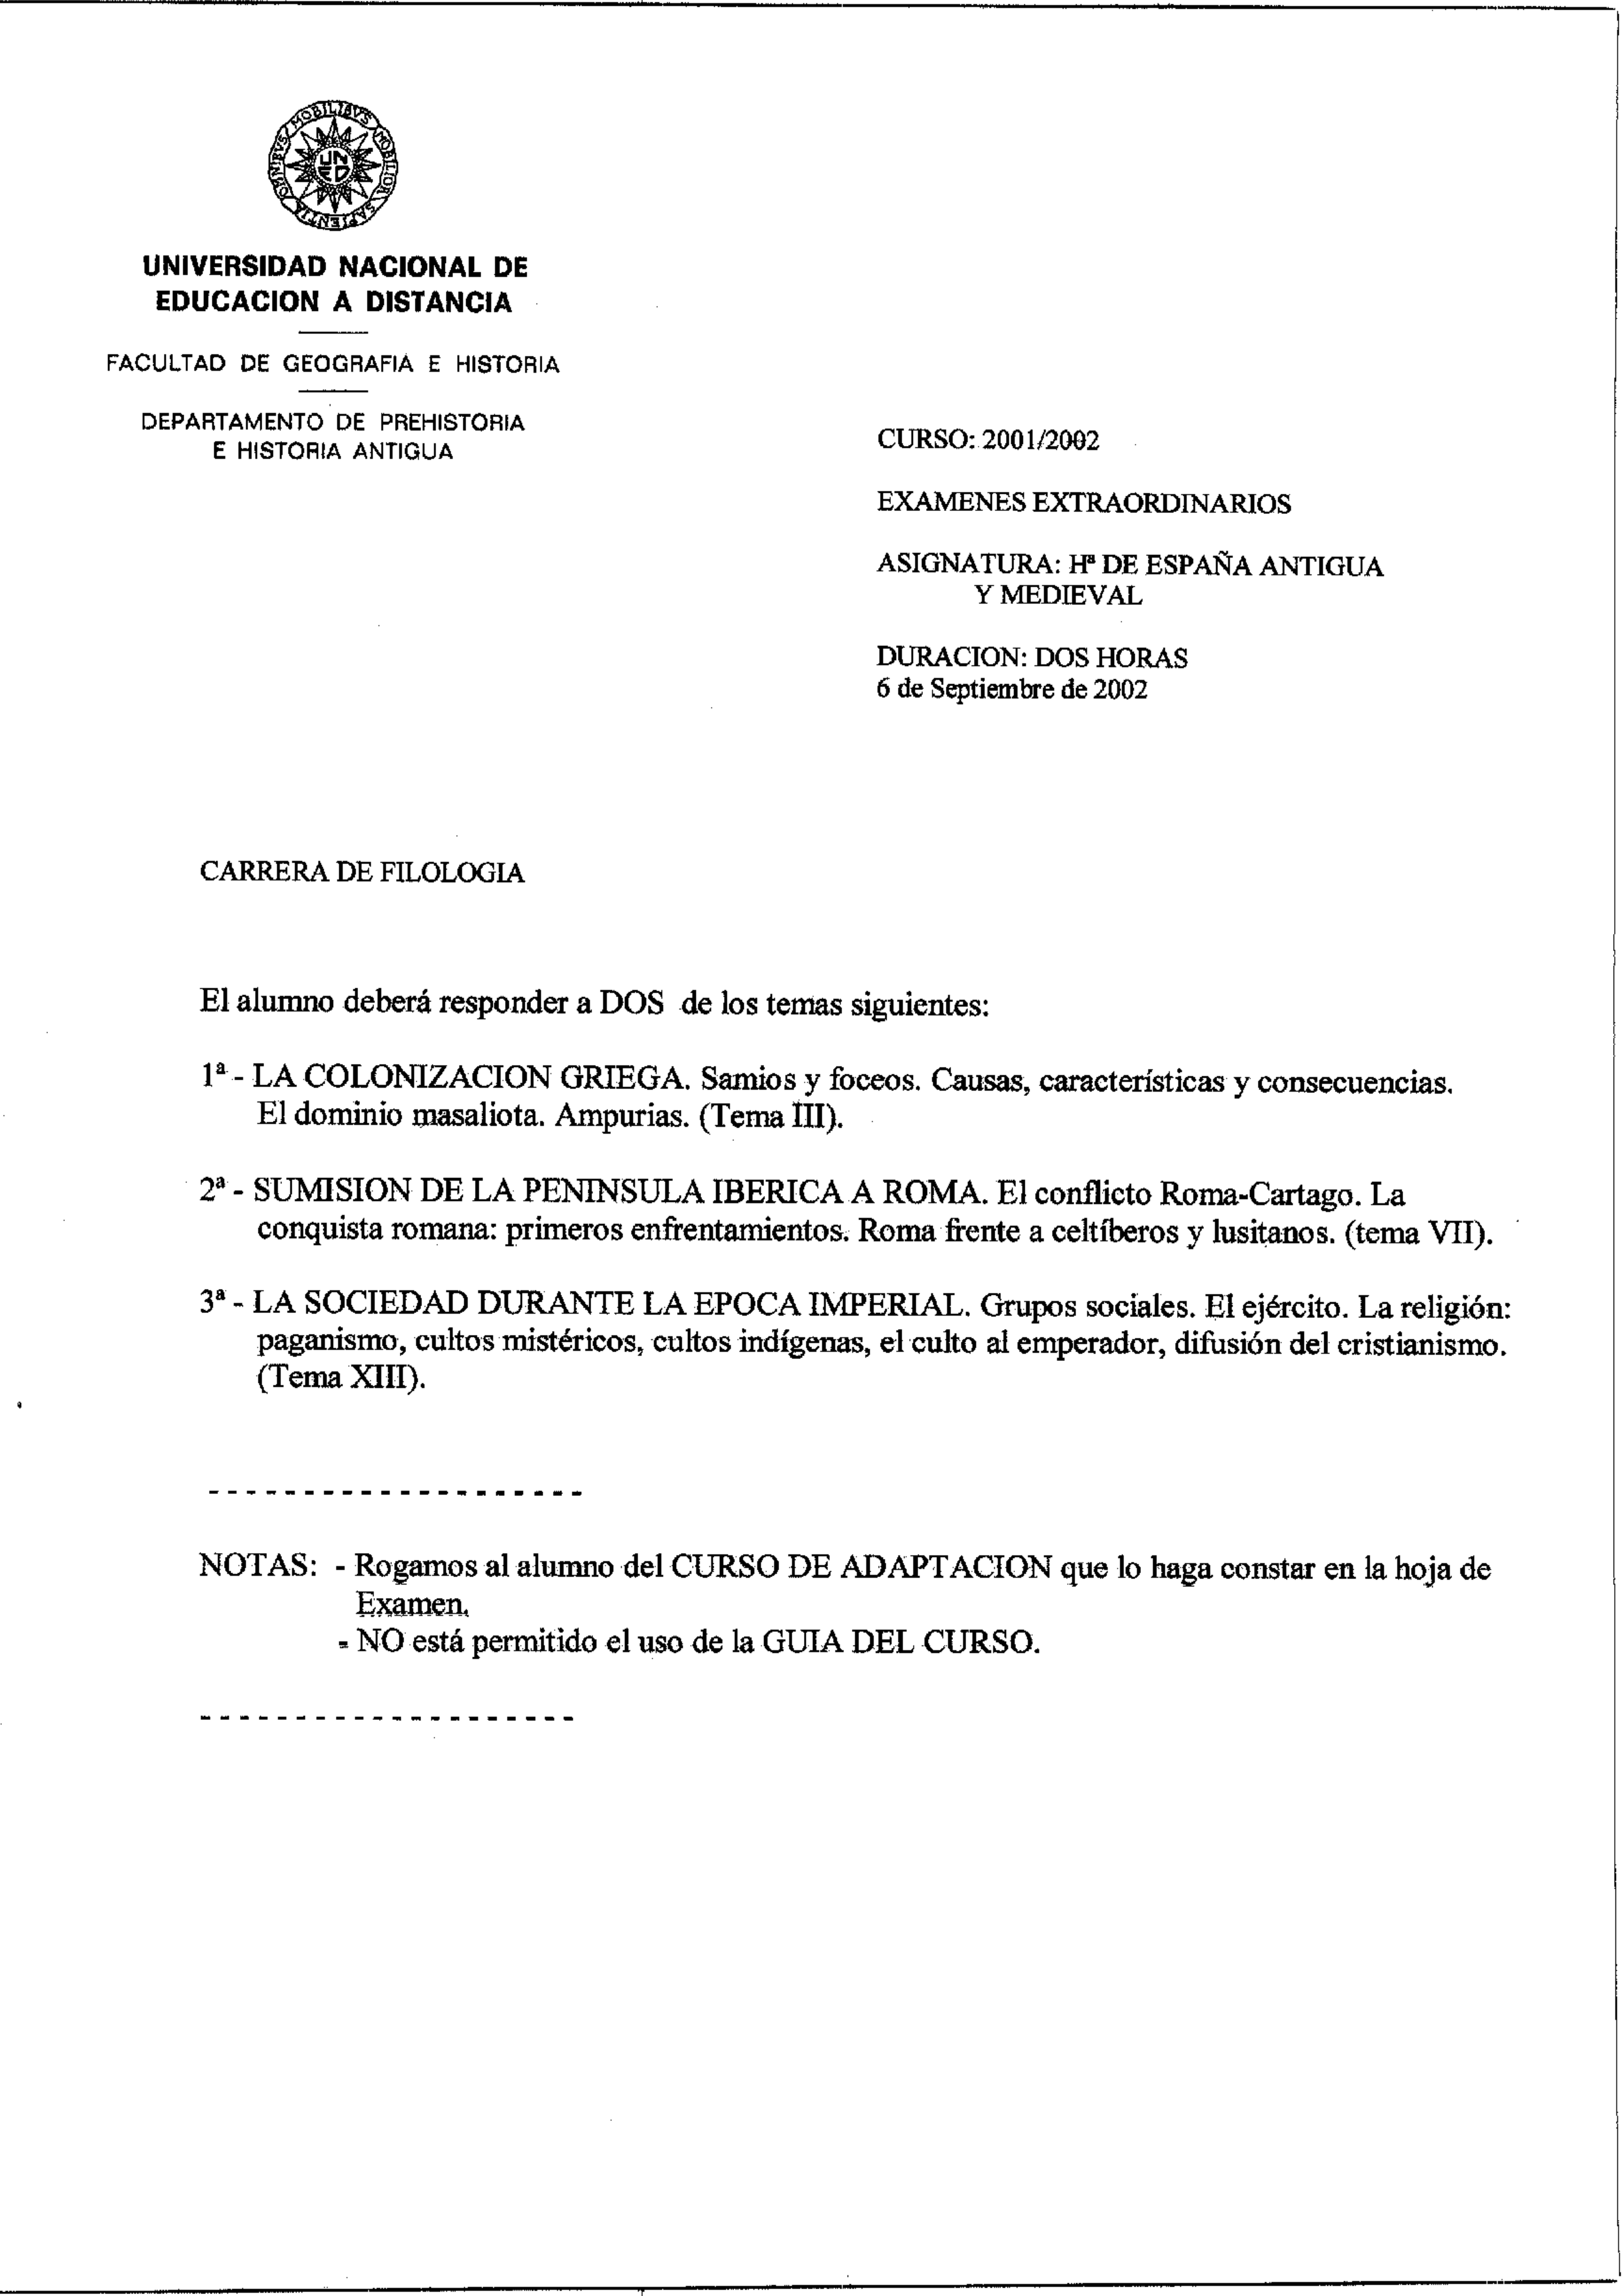 OMNIBVS MOBILIBVS MOBILIOR SAPIENTIA
UNED
UNIVERSIDAD NACIONAL DE
EDUCACION A DISTANCIA
FACULTAD DE GEOGRAFIA E HISTORIA
DEPARTAMENTO DE PREHISTORIA
E HISTORIA ANTIGUA
CURSO: 2001/2002
EXAMENES EXTRAORDINARIOS
ASIGNATURA: Hª DE ESPAÑA ANTIGUA
Y MEDIEVAL
DURACION: DOS HORAS
6 de Septiembre de 2002
CARRERA DE FILOLOGIA
El alumno deberá responder a DOS de los temas siguientes:
1ª - LA COLONIZACION GRIEGA. Samios y foceos. Causas, características y consecuencias.
El dominio masaliota. Ampurias. (Tema III).
2ª - SUMISION DE LA PENINSULA IBERICA A ROMA. El conflicto Roma-Cartago. La
conquista romana: primeros enfrentamientos. Roma frente a celtíberos y lusitanos. (tema VII).
3ª - LA SOCIEDAD DURANTE LA EPOCA IMPERIAL. Grupos sociales. El ejército. La religión:
paganismo, cultos mistéricos, cultos indígenas, el culto al emperador, difusión del cristianismo.
(Tema XIII).
--------------------
NOTAS: - Rogamos al alumno del CURSO DE ADAPTACION que lo haga constar en la hoja de
Examen.
- NO está permitido el uso de la GUIA DEL CURSO.
--------------------